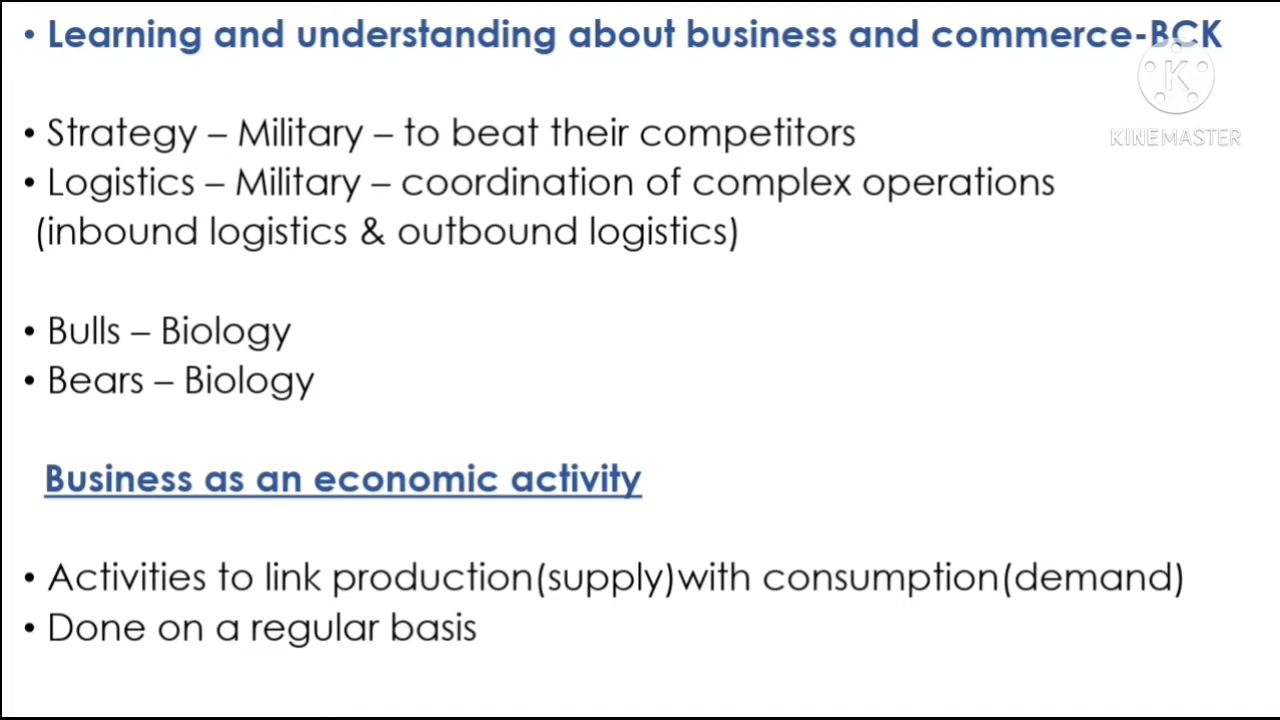 • Learning and understanding about business and commerce-BCK
K
KINEMASTER
• Strategy – Military – to beat their competitors
• Logistics – Military – coordination of complex operations
(inbound logistics & outbound logistics)
• Bulls – Biology
• Bears – Biology
Business as an economic activity
• Activities to link production(supply)with consumption(demand)
• Done on a regular basis